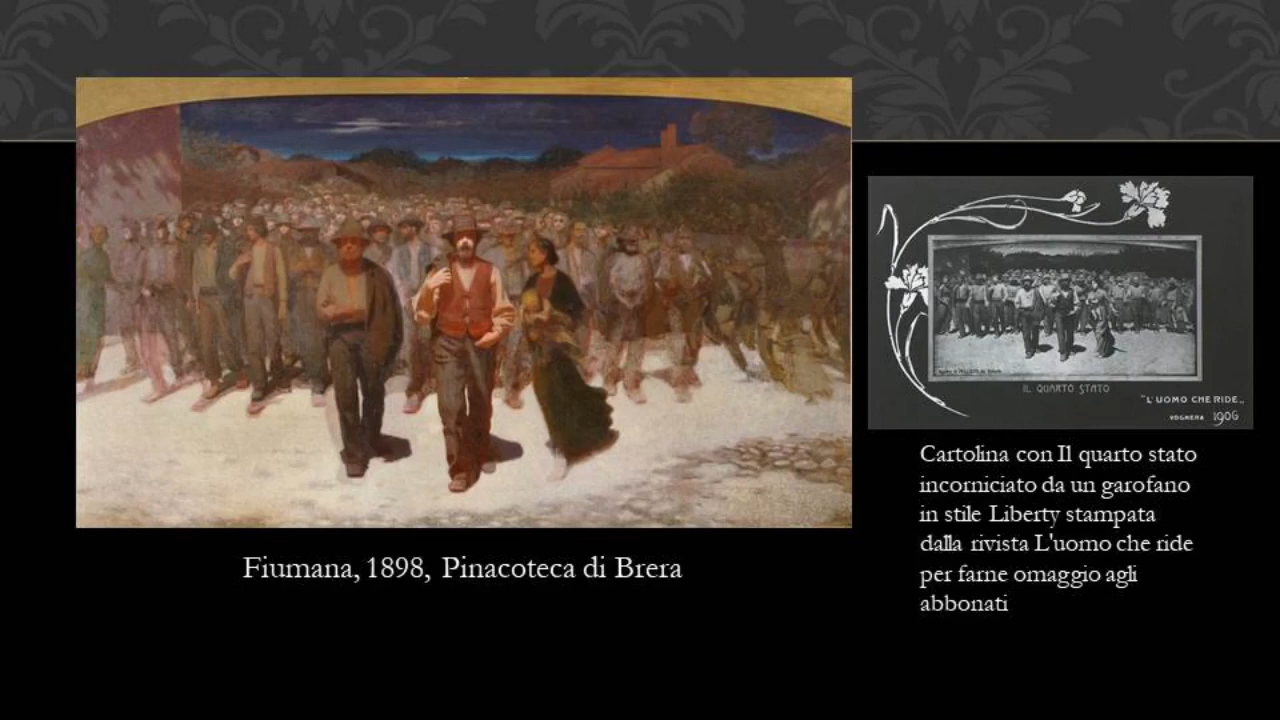 IL QUARTO STATO
"L'UOMO CHE RIDE„
VOGHERA 1906
Fiumana, 1898, Pinacoteca di Brera
Cartolina con Il quarto stato
incorniciato da un garofano
in stile Liberty stampata
dalla rivista L'uomo che ride
per farne omaggio agli
abbonati